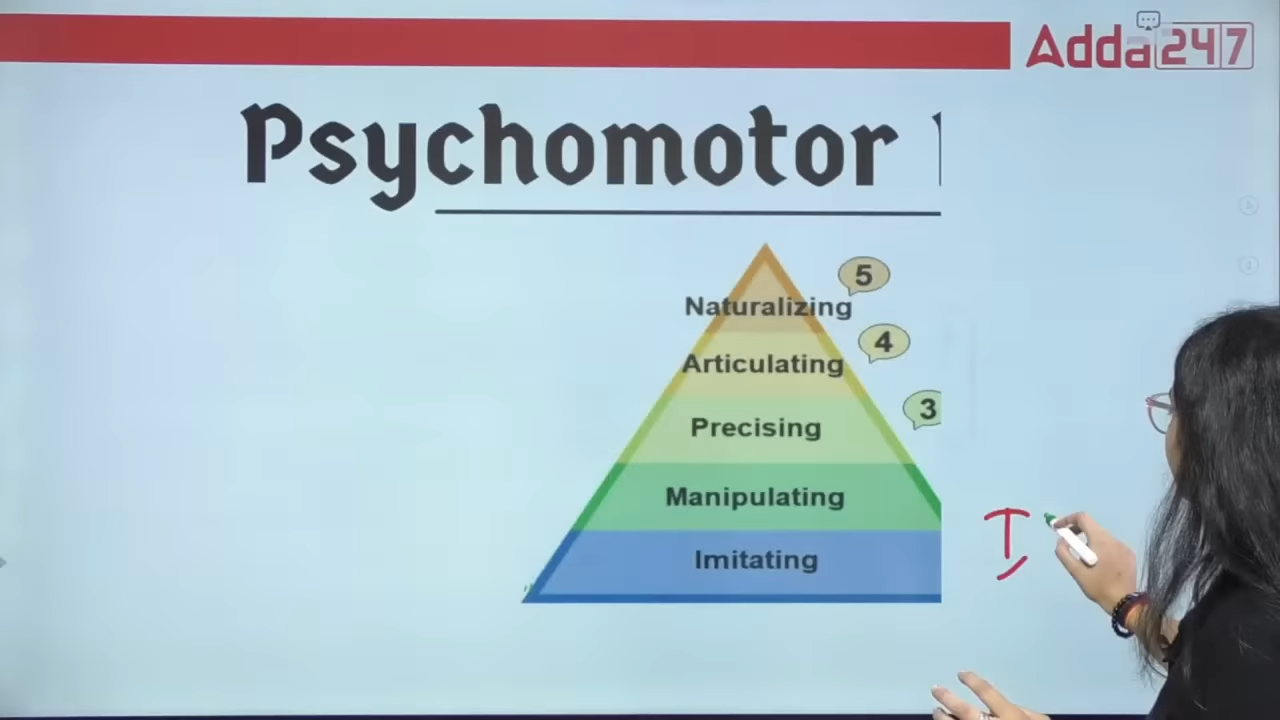 Adda247
Psychomotor
5
Naturalizing
4
Articulating
3
Precising
Manipulating
Imitating
I